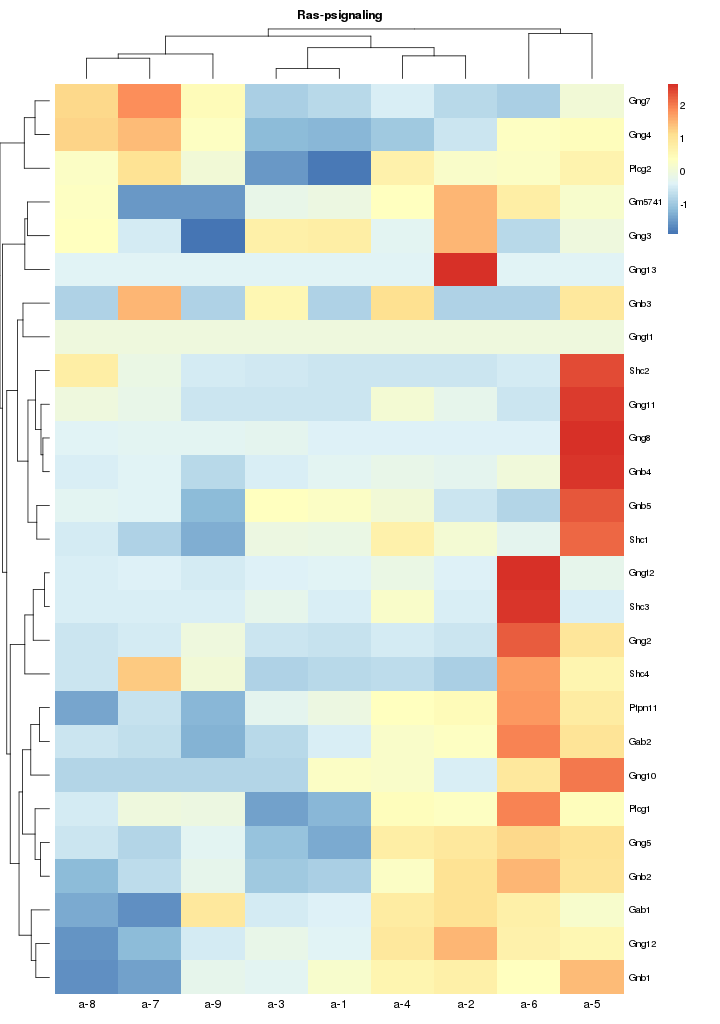 Ras-psignaling
Gng7
Gng4
Plcg2
Gm5741
Gng3
Gng13
Gnb3
Gngt1
Shc2
Gng11
Gng8
Gnb4
Gnb5
Shc1
Gngt2
Shc3
Gng2
Shc4
Ptpn11
Gab2
Gng10
Plcg1
Gng5
Gnb2
Gab1
Gng12
Gnb1
a-8 a-7 a-9 a-3 a-1 a-4 a-2 a-6 a-5
2
1
0
-1